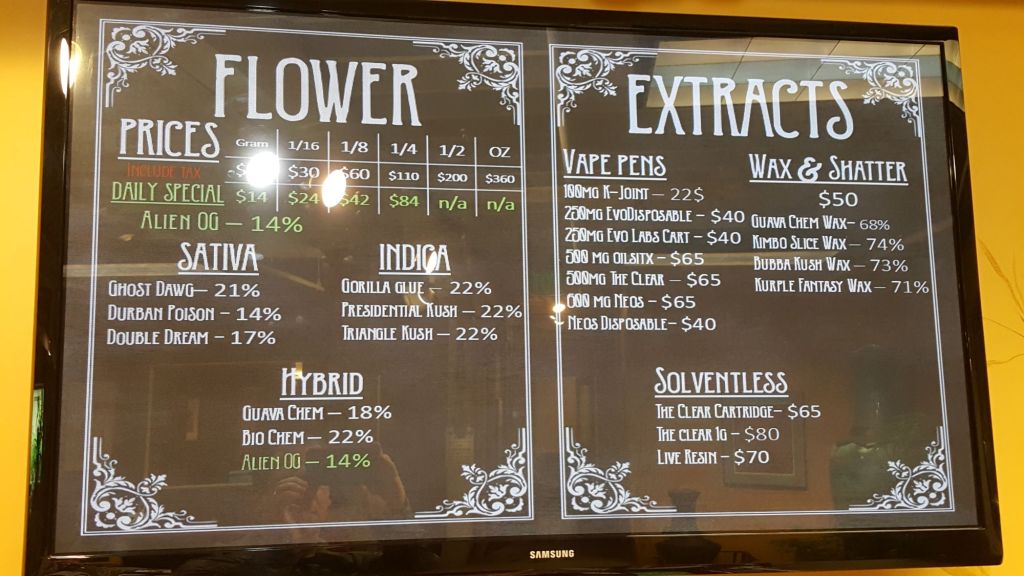 FLOWER
PRICES
Gram 1/16 1/8 1/4 1/2 OZ
INCLUDE TAX $30 $60 $110 $200 $360
DAILY SPECIAL $14 $24 $42 $84 n/a n/a
ALIEN OG – 14%
SATIVA
GHOST DAWG– 21%
DURBAN POISON – 14%
DOUBLE DREAM – 17%
INDICA
GORILLA GLUE – 22%
PRESIDENTIAL KUSH – 22%
TRIANGLE KUSH – 22%
HYBRID
GUAVA CHEM – 18%
BIO CHEM – 22%
ALIEN OG – 14%
EXTRACTS
VAPE PENS
100MG K-JOINT – 22$
250MG EVODISPOSABLE – $40
250MG EVO LABS CART – $40
500 MG OILSITX – $65
500MG THE CLEAR – $65
500 MG NEOS – $65
NEOS DISPOSABLE– $40
WAX & SHATTER
$50
GUAVA CHEM WAX– 68%
KIMBO SLICE WAX – 74%
BUBBA KUSH WAX – 73%
KURPLE FANTASY WAX – 71%
SOLVENTLESS
THE CLEAR CARTRIDGE– $65
THE CLEAR 1G – $80
LIVE RESIN – $70
SAMSUNG